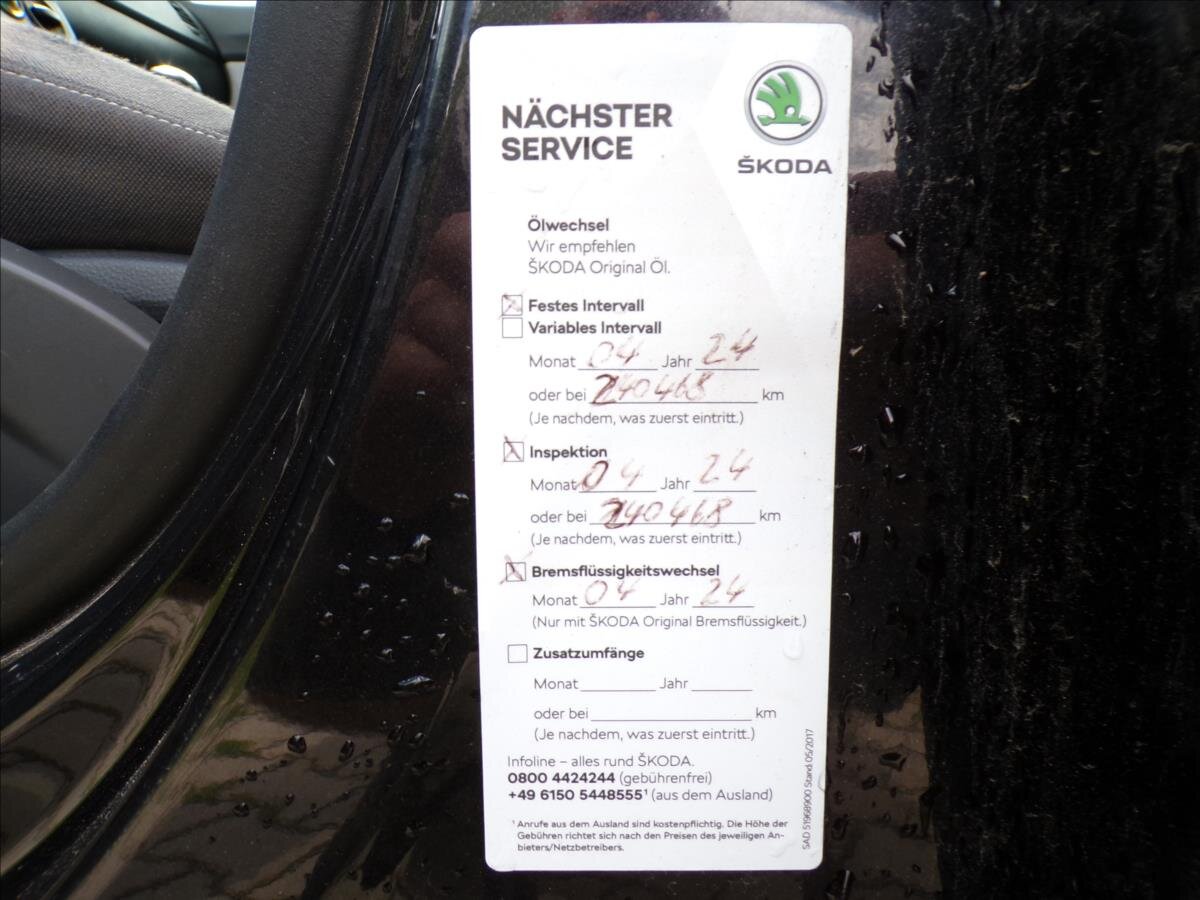 NÄCHSTER
SERVICE
ŠKODA
Ölwechsel
Wir empfehlen
ŠKODA Original Öl.
Festes Intervall
Variables Intervall
Monat 04 Jahr 24
oder bei 240468 km
(Je nachdem, was zuerst eintritt.)
Inspektion
Monat 04 Jahr 24
oder bei 240468 km
(Je nachdem, was zuerst eintritt.)
Bremsflüssigkeitswechsel
Monat 04 Jahr 24
(Nur mit ŠKODA Original Bremsflüssigkeit.)
Zusatzumfänge
Monat Jahr
oder bei km
(Je nachdem, was zuerst eintritt.)
Infoline – alles rund ŠKODA.
0800 4424244 (gebührenfrei)
+49 6150 5448555¹ (aus dem Ausland)
¹ Anrufe aus dem Ausland sind kostenpflichtig. Die Höhe der
Gebühren richtet sich nach den Preisen des jeweiligen An-
bieters/Netzbetreibers.
SAD 51968900 Stand: 05/2017